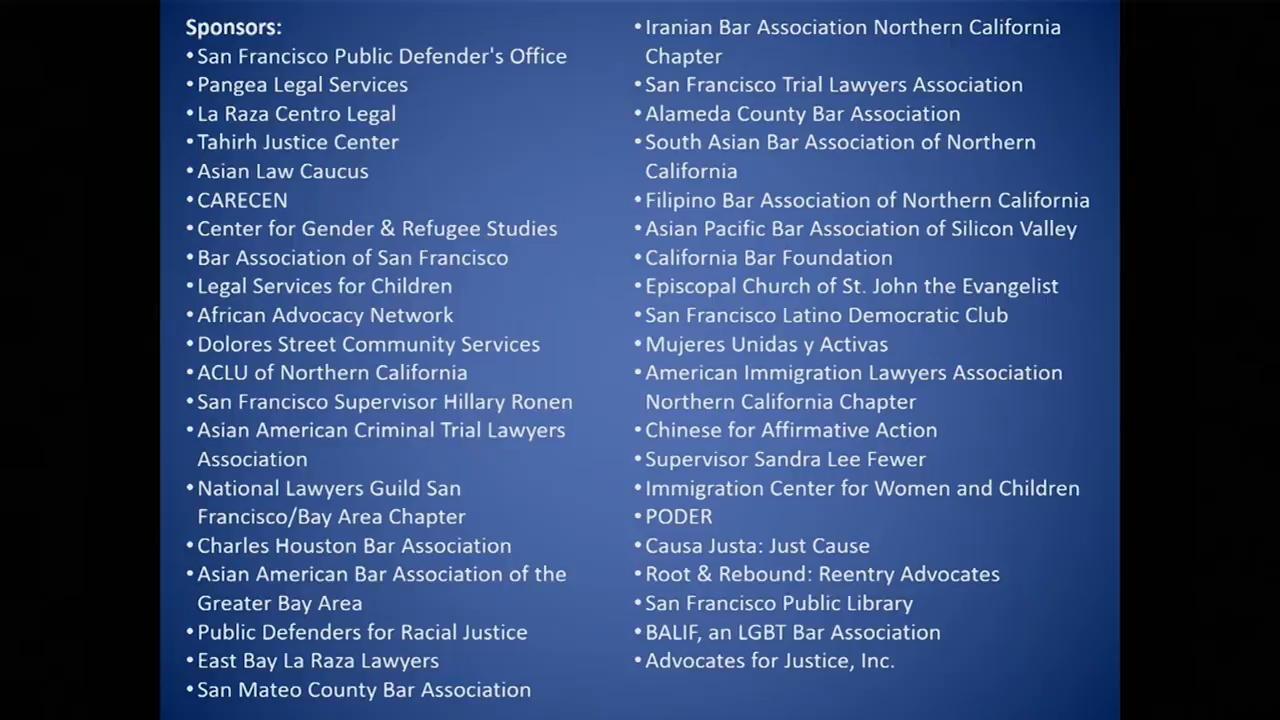 Sponsors:
•San Francisco Public Defender's Office
•Pangea Legal Services
•La Raza Centro Legal
•Tahirh Justice Center
•Asian Law Caucus
•CARECEN
•Center for Gender & Refugee Studies
•Bar Association of San Francisco
•Legal Services for Children
•African Advocacy Network
•Dolores Street Community Services
•ACLU of Northern California
•San Francisco Supervisor Hillary Ronen
•Asian American Criminal Trial Lawyers
Association
•National Lawyers Guild San
Francisco/Bay Area Chapter
•Charles Houston Bar Association
•Asian American Bar Association of the
Greater Bay Area
•Public Defenders for Racial Justice
•East Bay La Raza Lawyers
•San Mateo County Bar Association
•Iranian Bar Association Northern California
Chapter
•San Francisco Trial Lawyers Association
•Alameda County Bar Association
•South Asian Bar Association of Northern
California
•Filipino Bar Association of Northern California
•Asian Pacific Bar Association of Silicon Valley
•California Bar Foundation
•Episcopal Church of St. John the Evangelist
•San Francisco Latino Democratic Club
•Mujeres Unidas y Activas
•American Immigration Lawyers Association
Northern California Chapter
•Chinese for Affirmative Action
•Supervisor Sandra Lee Fewer
•Immigration Center for Women and Children
•PODER
•Causa Justa: Just Cause
•Root & Rebound: Reentry Advocates
•San Francisco Public Library
•BALIF, an LGBT Bar Association
•Advocates for Justice, Inc.